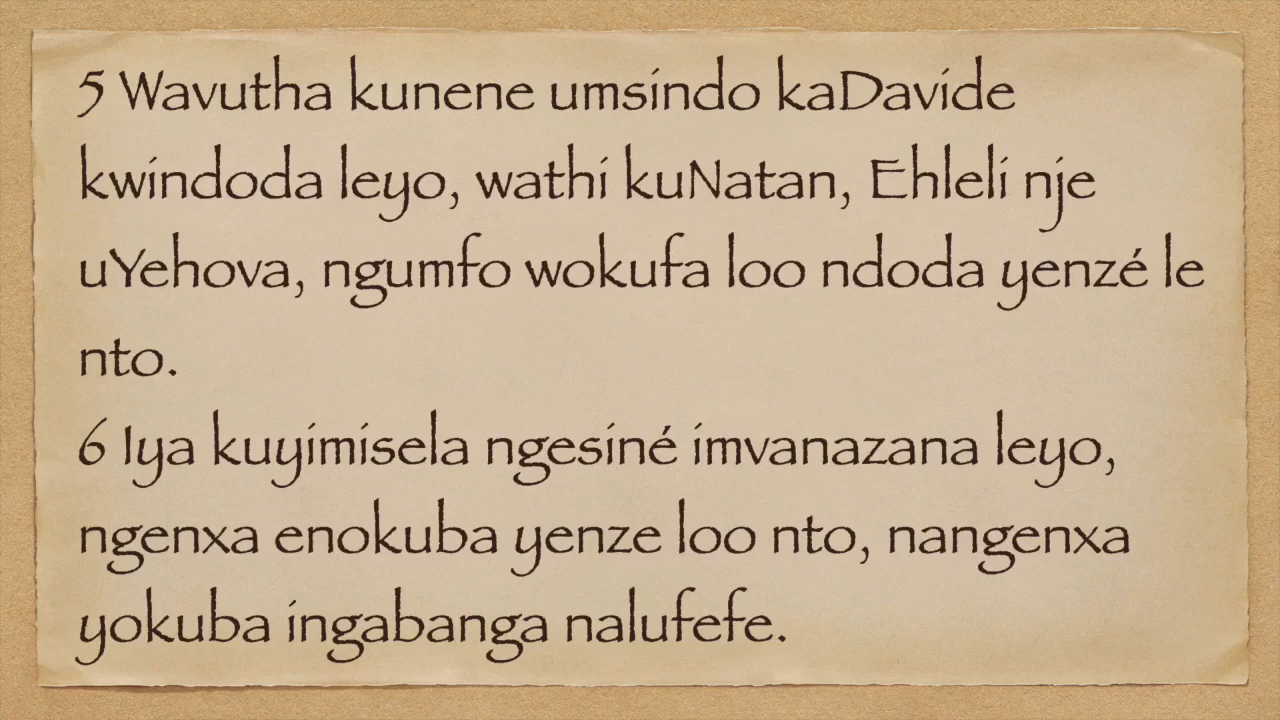 5 Wavutha kunene umsindo kaDavide
kwindoda leyo, wathi kuNatan, Ehleli nje
uYehova, ngumfo wokufa loo ndoda yenzé le
nto.
6 Iya kuyimisela ngesiné imvanazana leyo,
ngenxa enokuba yenze loo nto, nangenxa
yokuba ingabanga nalufefe.